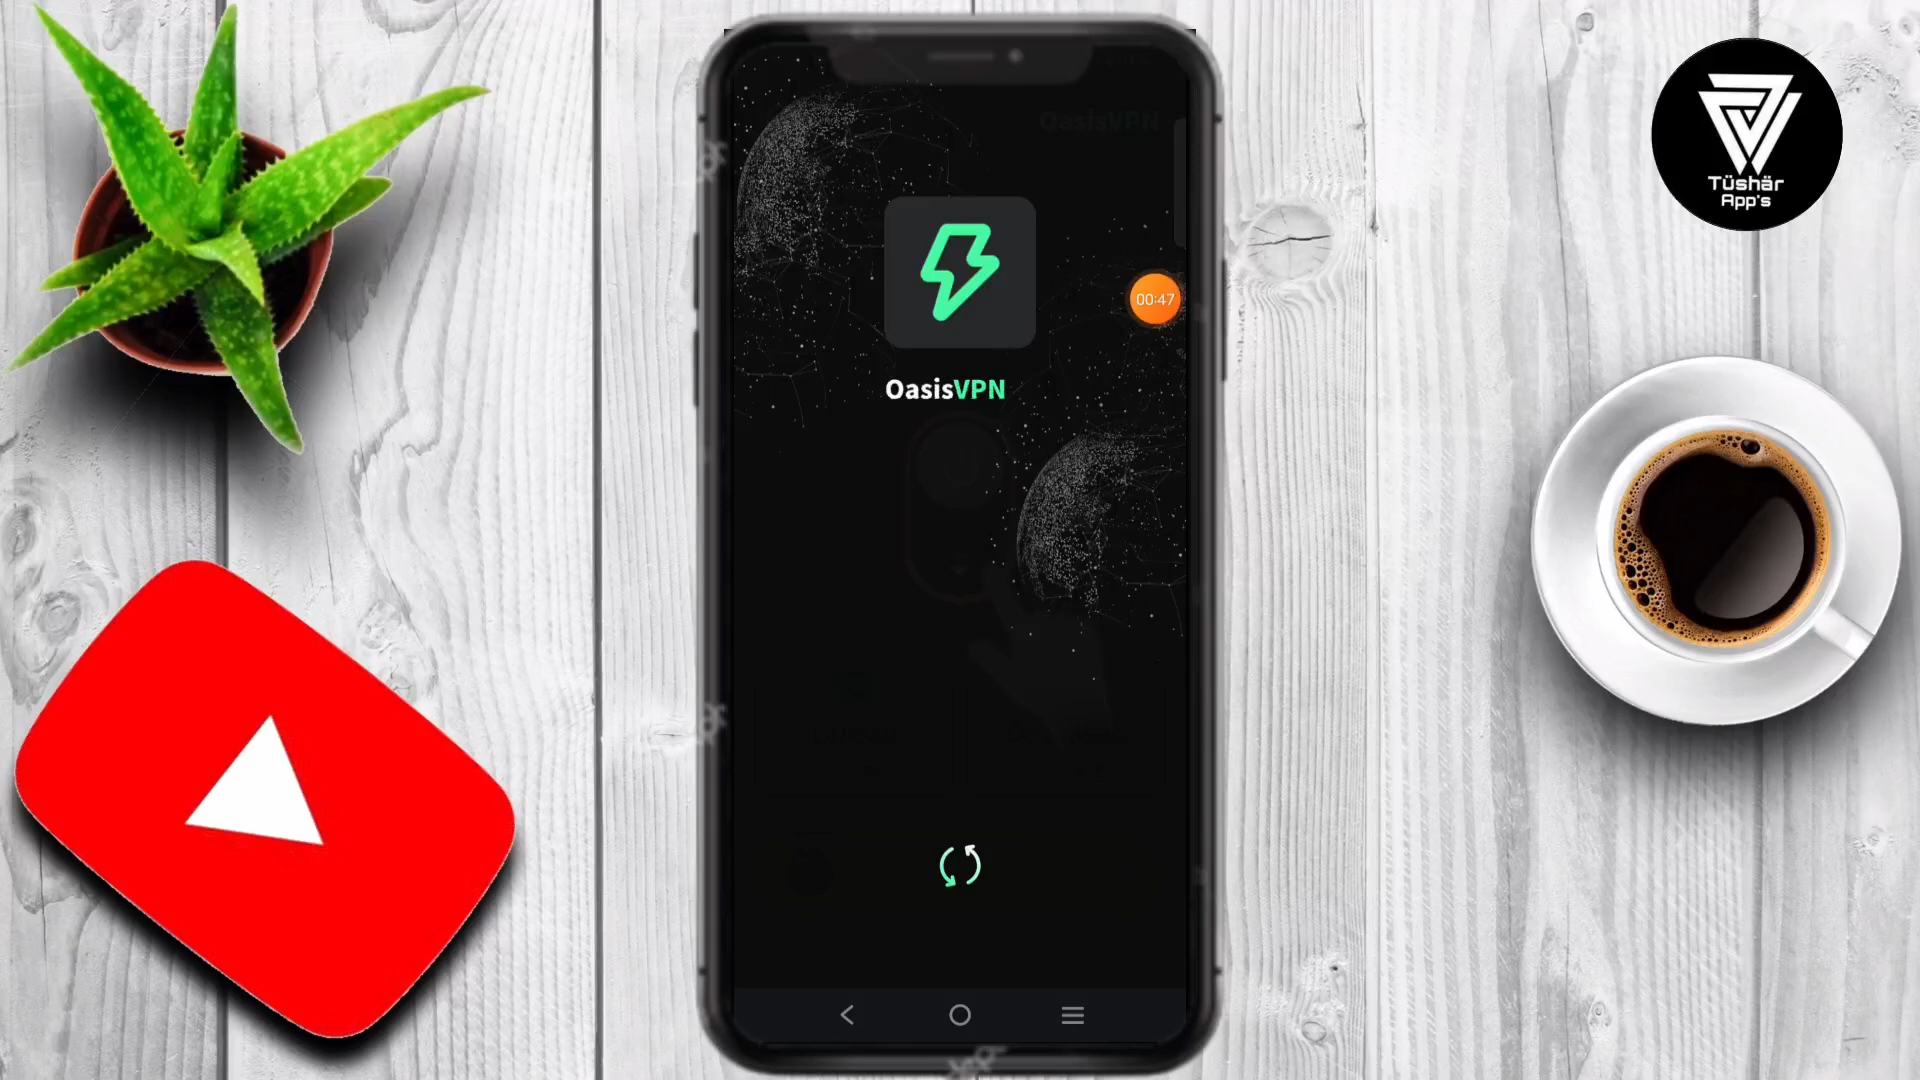 Tüshär
App's
OasisVPN
00:47
OasisVPN